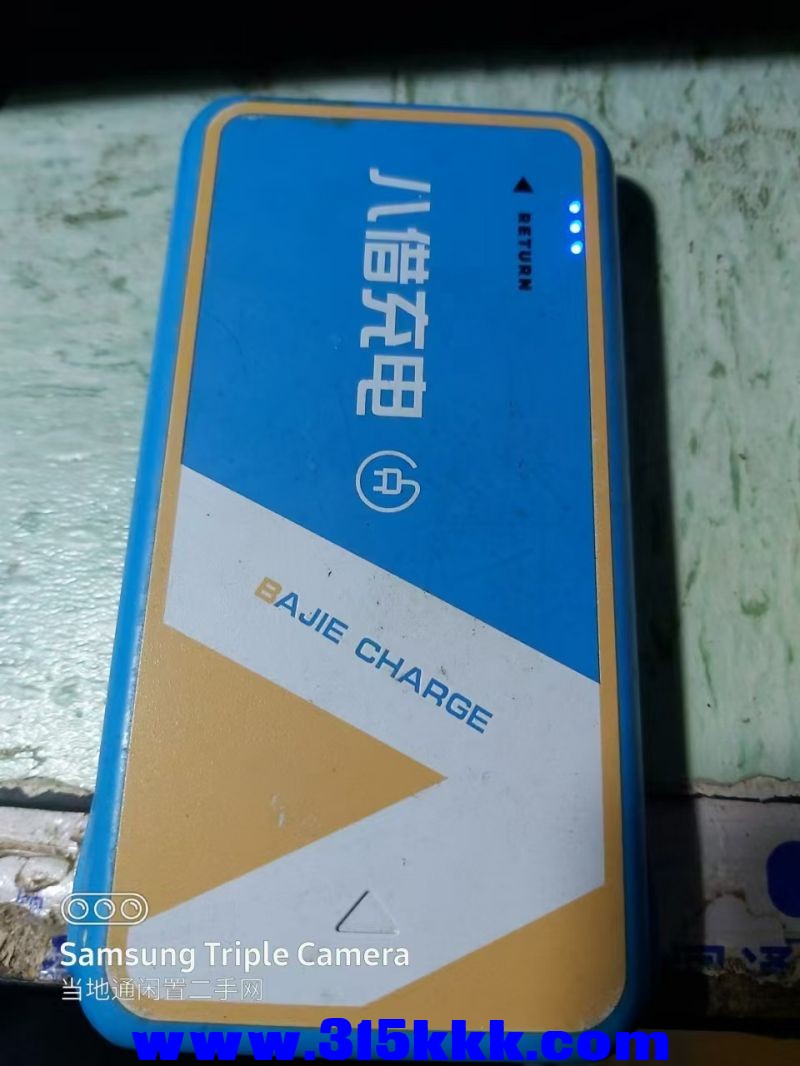 八借充电
RETURN
BAJIE CHARGE
Samsung Triple Camera
当地通闲置二手网
www.315kkk.com